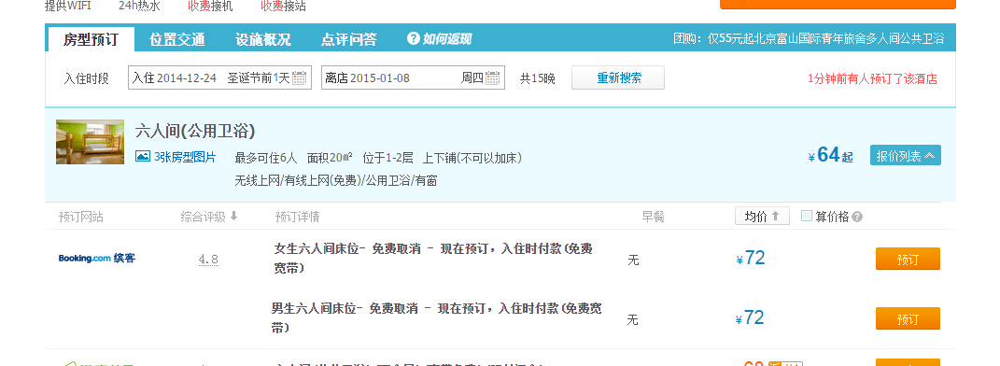 提供WIFI 24h热水 收费接机 收费接站
房型预订 位置交通 设施概况 点评问答 ?如何返现 团购：仅55元起北京富山国际青年旅舍多人间公共卫浴
入住时段 入住 2014-12-24 圣诞节前1天 离店 2015-01-08 周四 共15晚 重新搜索 1分钟前有人预订了该酒店
六人间(公用卫浴)
3张房型图片 最多可住6人 面积20㎡ 位于1-2层 上下铺(不可以加床) ¥64起 报价列表
无线上网/有线上网(免费)/公用卫浴/有窗
预订网站 综合评级 预订详情 早餐 均价 算价格 ?
Booking.com 缤客 4.8 女生六人间床位- 免费取消 - 现在预订，入住时付款(免费 无 ¥72 预订
宽带)
男生六人间床位- 免费取消 - 现在预订，入住时付款(免费宽 无 ¥72 预订
带)